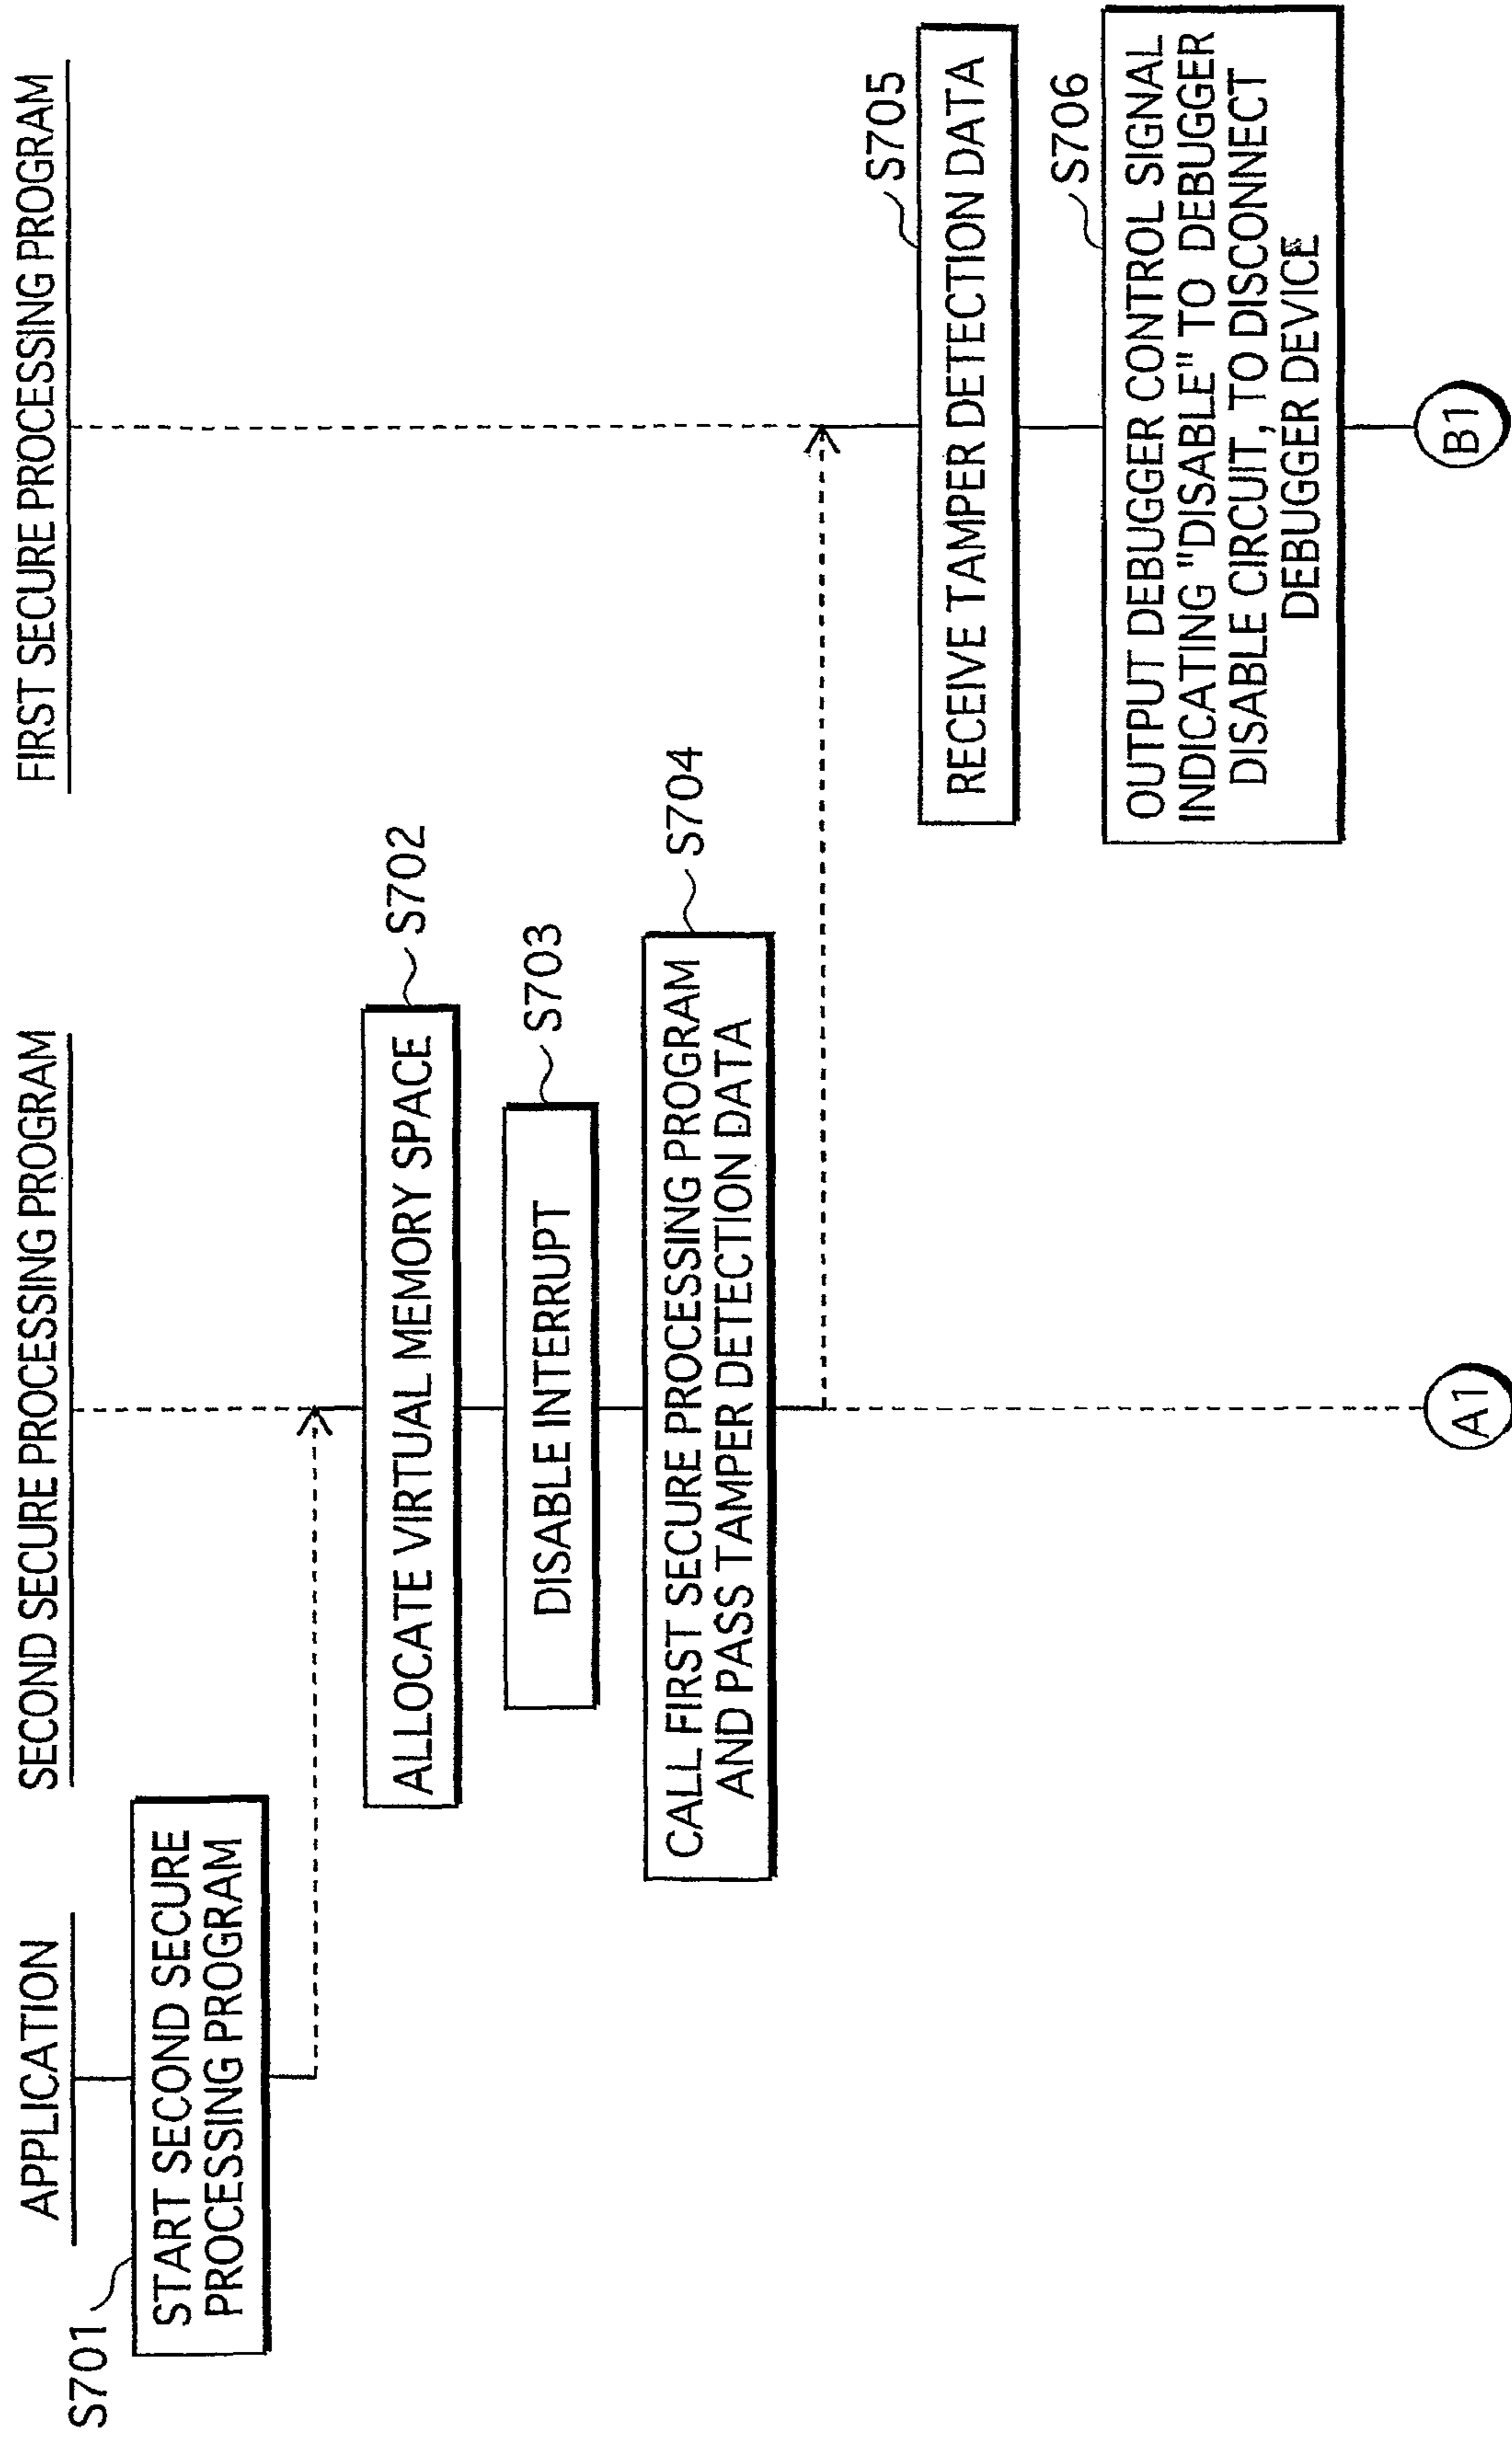 APPLICATION
SECOND SECURE PROCESSING PROGRAM
FIRST SECURE PROCESSING PROGRAM
S701
START SECOND SECURE
PROCESSING PROGRAM
S702
ALLOCATE VIRTUAL MEMORY SPACE
S703
DISABLE INTERRUPT
S704
CALL FIRST SECURE PROCESSING PROGRAM
AND PASS TAMPER DETECTION DATA
S705
RECEIVE TAMPER DETECTION DATA
S706
OUTPUT DEBUGGER CONTROL SIGNAL
INDICATING "DISABLE" TO DEBUGGER
DISABLE CIRCUIT, TO DISCONNECT
DEBUGGER DEVICE
A1
B1